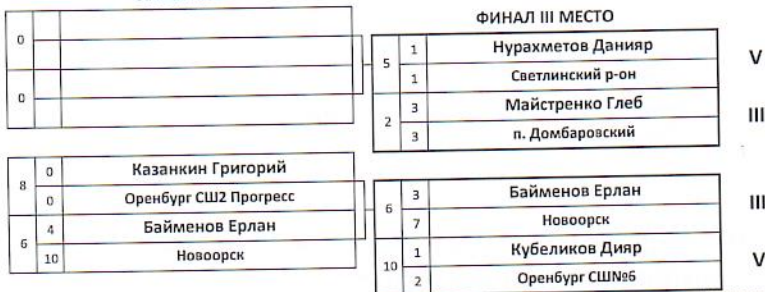 ФИНАЛ III МЕСТО
0
0
5 1 Нурахметов Данияр V
1 Светлинский р-он
2 3 Майстренко Глеб III
3 п. Домбаровский
8 0 Казанкин Григорий
0 Оренбург СШ2 Прогресс
6 4 Байменов Ерлан
10 Новоорск
6 3 Байменов Ерлан III
7 Новоорск
10 1 Кубеликов Дияр V
2 Оренбург СШ№6